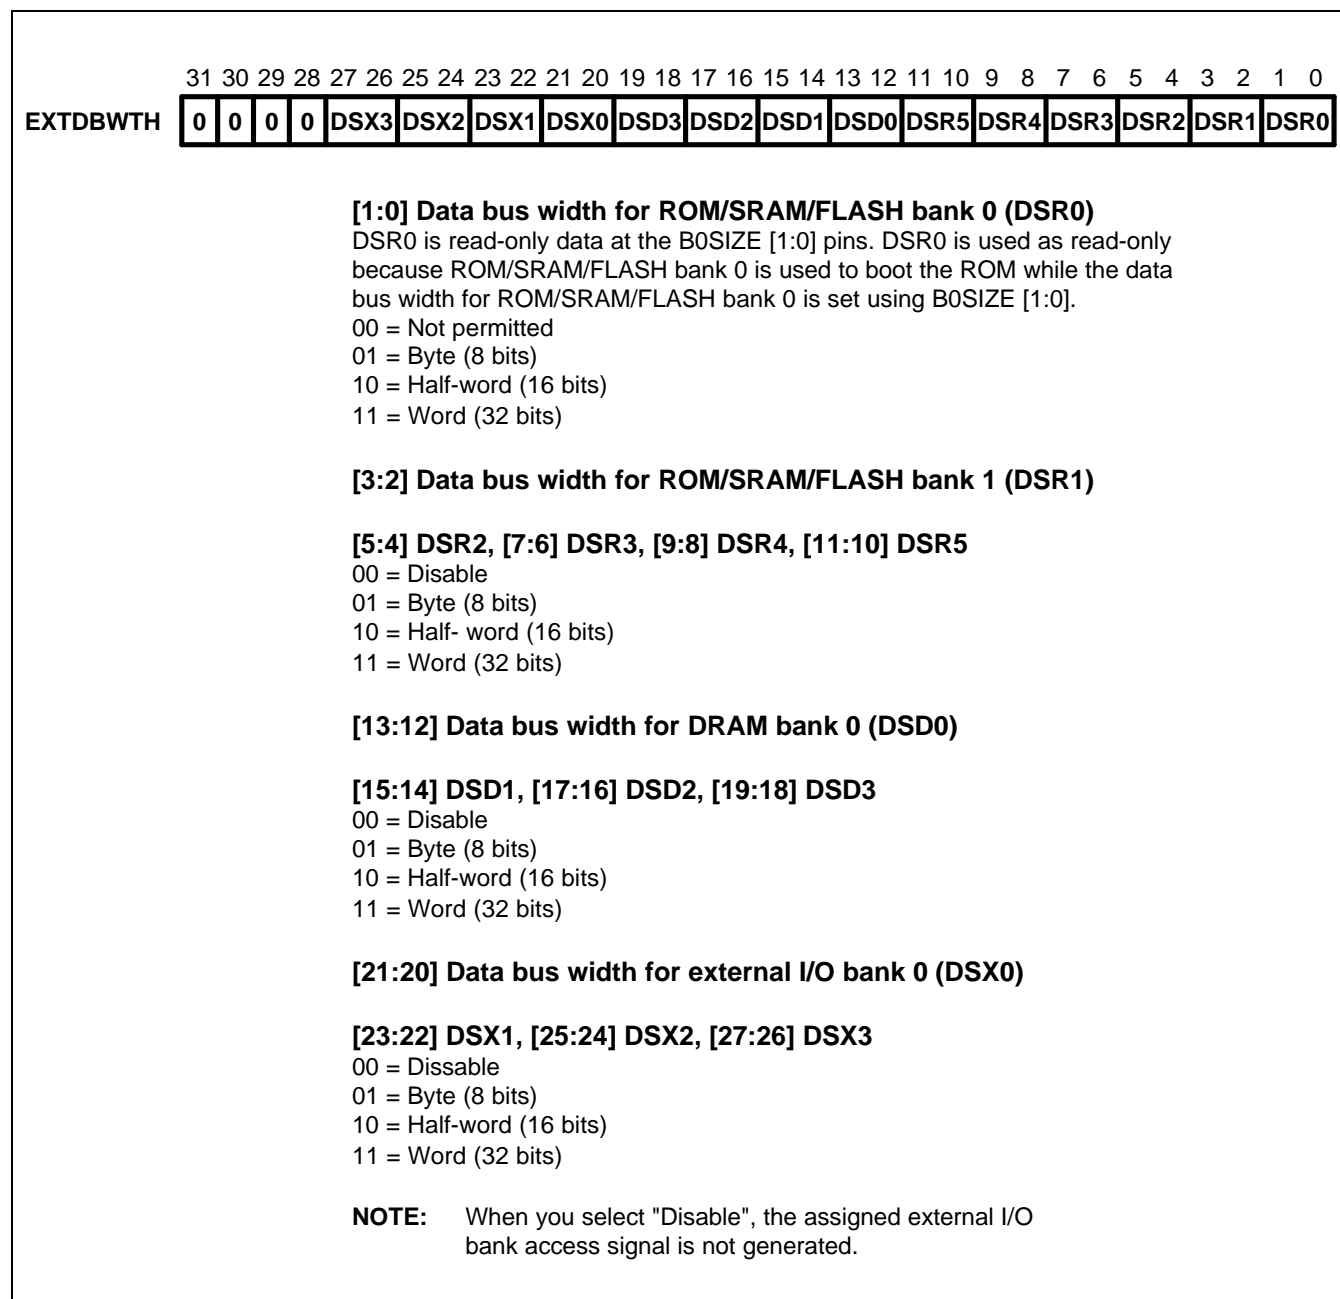 31 30 29 28 27 26 25 24 23 22 21 20 19 18 17 16 15 14 13 12 11 10 9 8 7 6 5 4 3 2 1 0
EXTDBWTH 0 0 0 0 DSX3 DSX2 DSX1 DSX0 DSD3 DSD2 DSD1 DSD0 DSR5 DSR4 DSR3 DSR2 DSR1 DSR0
[1:0] Data bus width for ROM/SRAM/FLASH bank 0 (DSR0)
DSR0 is read-only data at the B0SIZE [1:0] pins. DSR0 is used as read-only
because ROM/SRAM/FLASH bank 0 is used to boot the ROM while the data
bus width for ROM/SRAM/FLASH bank 0 is set using B0SIZE [1:0].
00 = Not permitted
01 = Byte (8 bits)
10 = Half-word (16 bits)
11 = Word (32 bits)
[3:2] Data bus width for ROM/SRAM/FLASH bank 1 (DSR1)
[5:4] DSR2, [7:6] DSR3, [9:8] DSR4, [11:10] DSR5
00 = Disable
01 = Byte (8 bits)
10 = Half- word (16 bits)
11 = Word (32 bits)
[13:12] Data bus width for DRAM bank 0 (DSD0)
[15:14] DSD1, [17:16] DSD2, [19:18] DSD3
00 = Disable
01 = Byte (8 bits)
10 = Half-word (16 bits)
11 = Word (32 bits)
[21:20] Data bus width for external I/O bank 0 (DSX0)
[23:22] DSX1, [25:24] DSX2, [27:26] DSX3
00 = Dissable
01 = Byte (8 bits)
10 = Half-word (16 bits)
11 = Word (32 bits)
NOTE: When you select "Disable", the assigned external I/O
bank access signal is not generated.